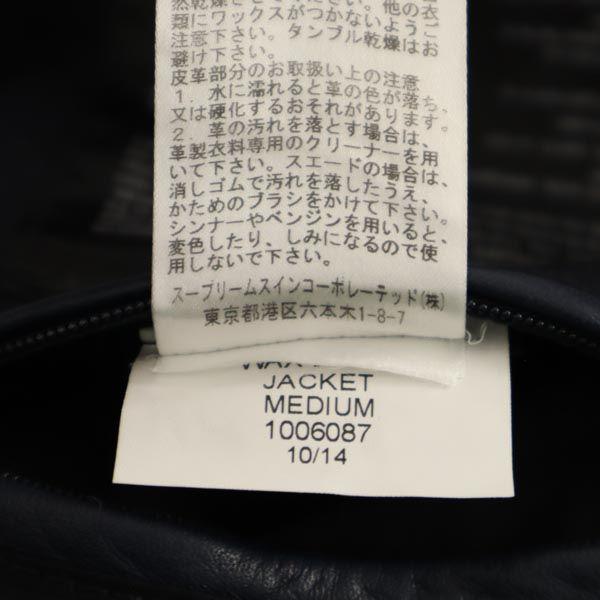 然乾燥させてください。他の衣
類にワックスがつかないようご
注意下さい。タンブル乾燥はお
避け下さい。
皮革部分のお取扱い上の注意
1．水に濡れると革の色が落ち、
又は硬化するおそれがあります。
2．革の汚れを落とす場合は、
革製衣料専用のクリーナーを用
いて下さい。スエードの場合は、
消しゴムで汚れを落したうえ、
かためのブラシをかけて下さい。
シンナーやベンジンを用いると、
変色したり、しみになるので使
用しないで下さい。
スープリームスインコーポレーテッド(株)
東京都港区六本木1-8-7
WAX
JACKET
MEDIUM
1006087
10/14